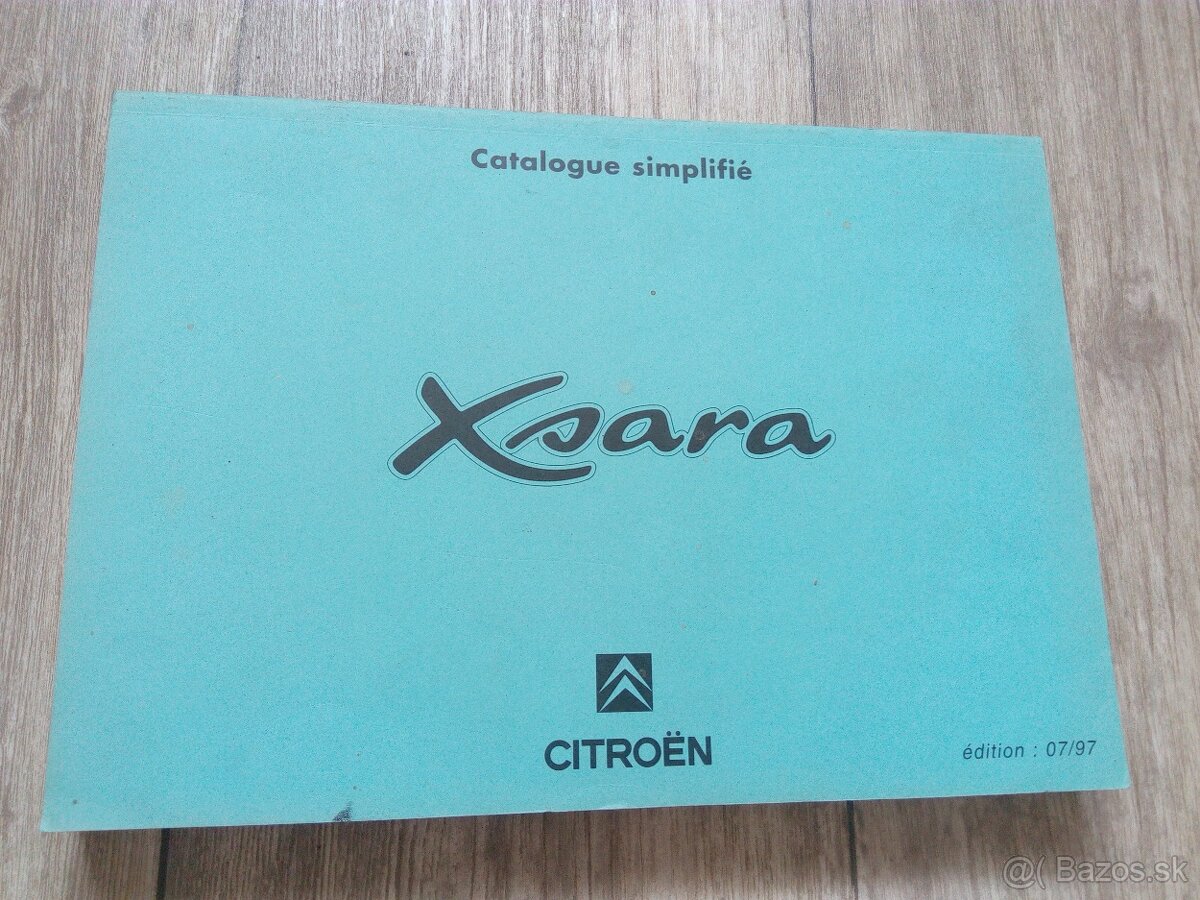 Catalogue simplifié
Xsara
CITROËN
édition : 07/97
@( Bazos.sk